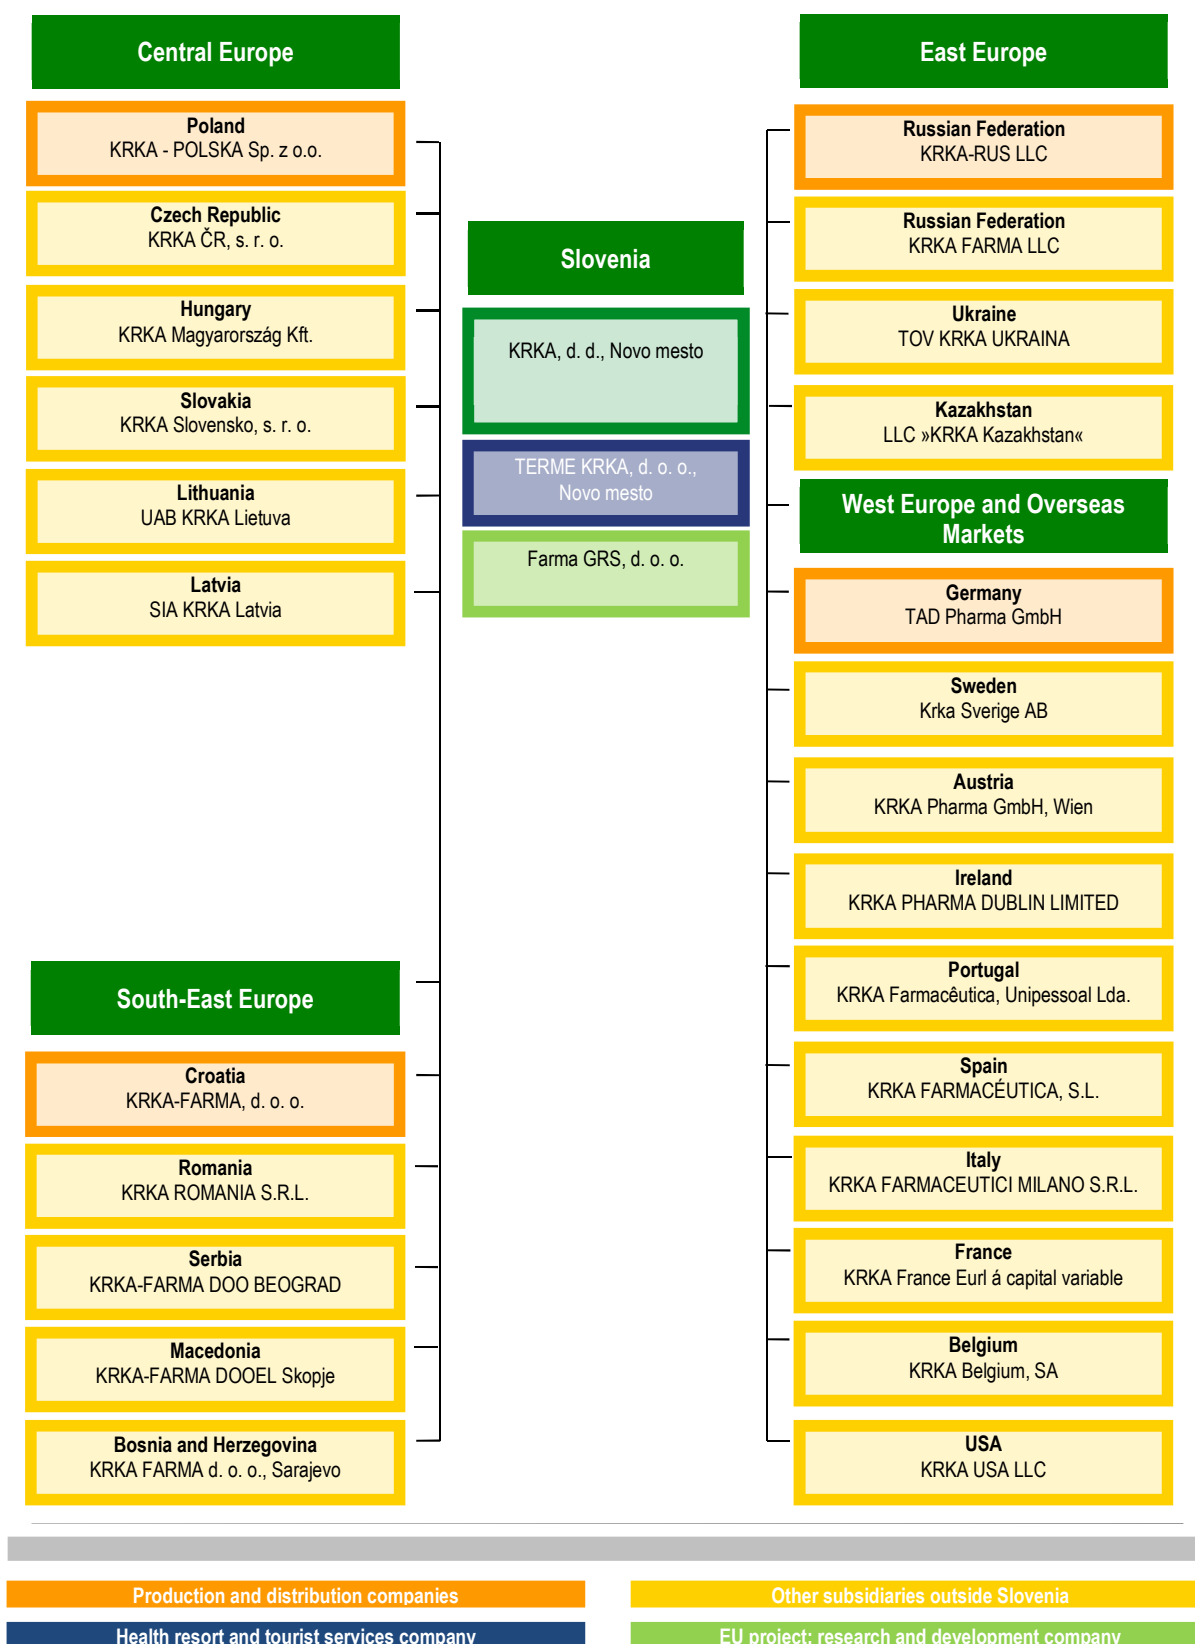 Central Europe
Poland
KRKA - POLSKA Sp. z o.o.
Czech Republic
KRKA ČR, s. r. o.
Hungary
KRKA Magyarország Kft.
Slovakia
KRKA Slovensko, s. r. o.
Lithuania
UAB KRKA Lietuva
Latvia
SIA KRKA Latvia
South-East Europe
Croatia
KRKA-FARMA, d. o. o.
Romania
KRKA ROMANIA S.R.L.
Serbia
KRKA-FARMA DOO BEOGRAD
Macedonia
KRKA-FARMA DOOEL Skopje
Bosnia and Herzegovina
KRKA FARMA d. o. o., Sarajevo
Slovenia
KRKA, d. d., Novo mesto
TERME KRKA, d. o. o.,
Novo mesto
Farma GRS, d. o. o.
East Europe
Russian Federation
KRKA-RUS LLC
Russian Federation
KRKA FARMA LLC
Ukraine
TOV KRKA UKRAINA
Kazakhstan
LLC »KRKA Kazakhstan«
West Europe and Overseas
Markets
Germany
TAD Pharma GmbH
Sweden
Krka Sverige AB
Austria
KRKA Pharma GmbH, Wien
Ireland
KRKA PHARMA DUBLIN LIMITED
Portugal
KRKA Farmacêutica, Unipessoal Lda.
Spain
KRKA FARMACÉUTICA, S.L.
Italy
KRKA FARMACEUTICI MILANO S.R.L.
France
KRKA France Eurl á capital variable
Belgium
KRKA Belgium, SA
USA
KRKA USA LLC
Production and distribution companies
Other subsidiaries outside Slovenia
Health resort and tourist services company
EU project: research and development company